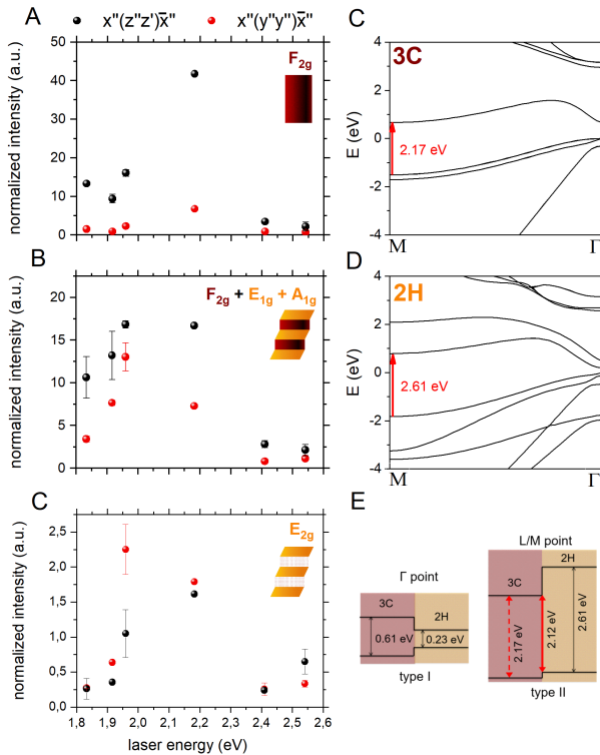 A
x''(z''z')x̅''
x''(y''y'')x̅''
F2g
normalized intensity (a.u.)
50
40
30
20
10
0
B
F2g + E1g + A1g
normalized intensity (a.u.)
20
15
10
5
0
C
E2g
normalized intensity (a.u.)
2,5
2,0
1,5
1,0
0,5
0,0
1,8 1,9 2,0 2,1 2,2 2,3 2,4 2,5 2,6
laser energy (eV)
C
3C
E (eV)
4
2
0
-2
-4
2.17 eV
M Γ
D
2H
E (eV)
4
2
0
-2
-4
2.61 eV
M Γ
E
Γ point
3C
2H
0.61 eV
0.23 eV
type I
L/M point
2H
3C
2.17 eV
2.12 eV
2.61 eV
type II